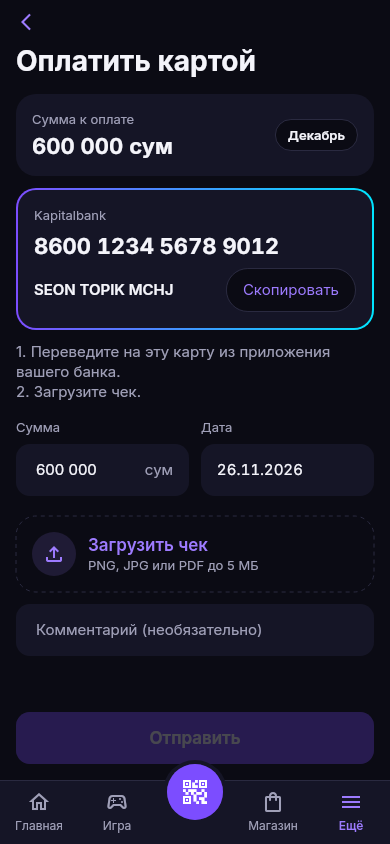 Оплатить картой
Сумма к оплате
600 000 сум
Декабрь
Kapitalbank
8600 1234 5678 9012
SEON TOPIK MCHJ
Скопировать
1. Переведите на эту карту из приложения
вашего банка.
2. Загрузите чек.
Сумма
Дата
600 000 сум
26.11.2026
Загрузить чек
PNG, JPG или PDF до 5 МБ
Комментарий (необязательно)
Отправить
Главная
Игра
Магазин
Ещё